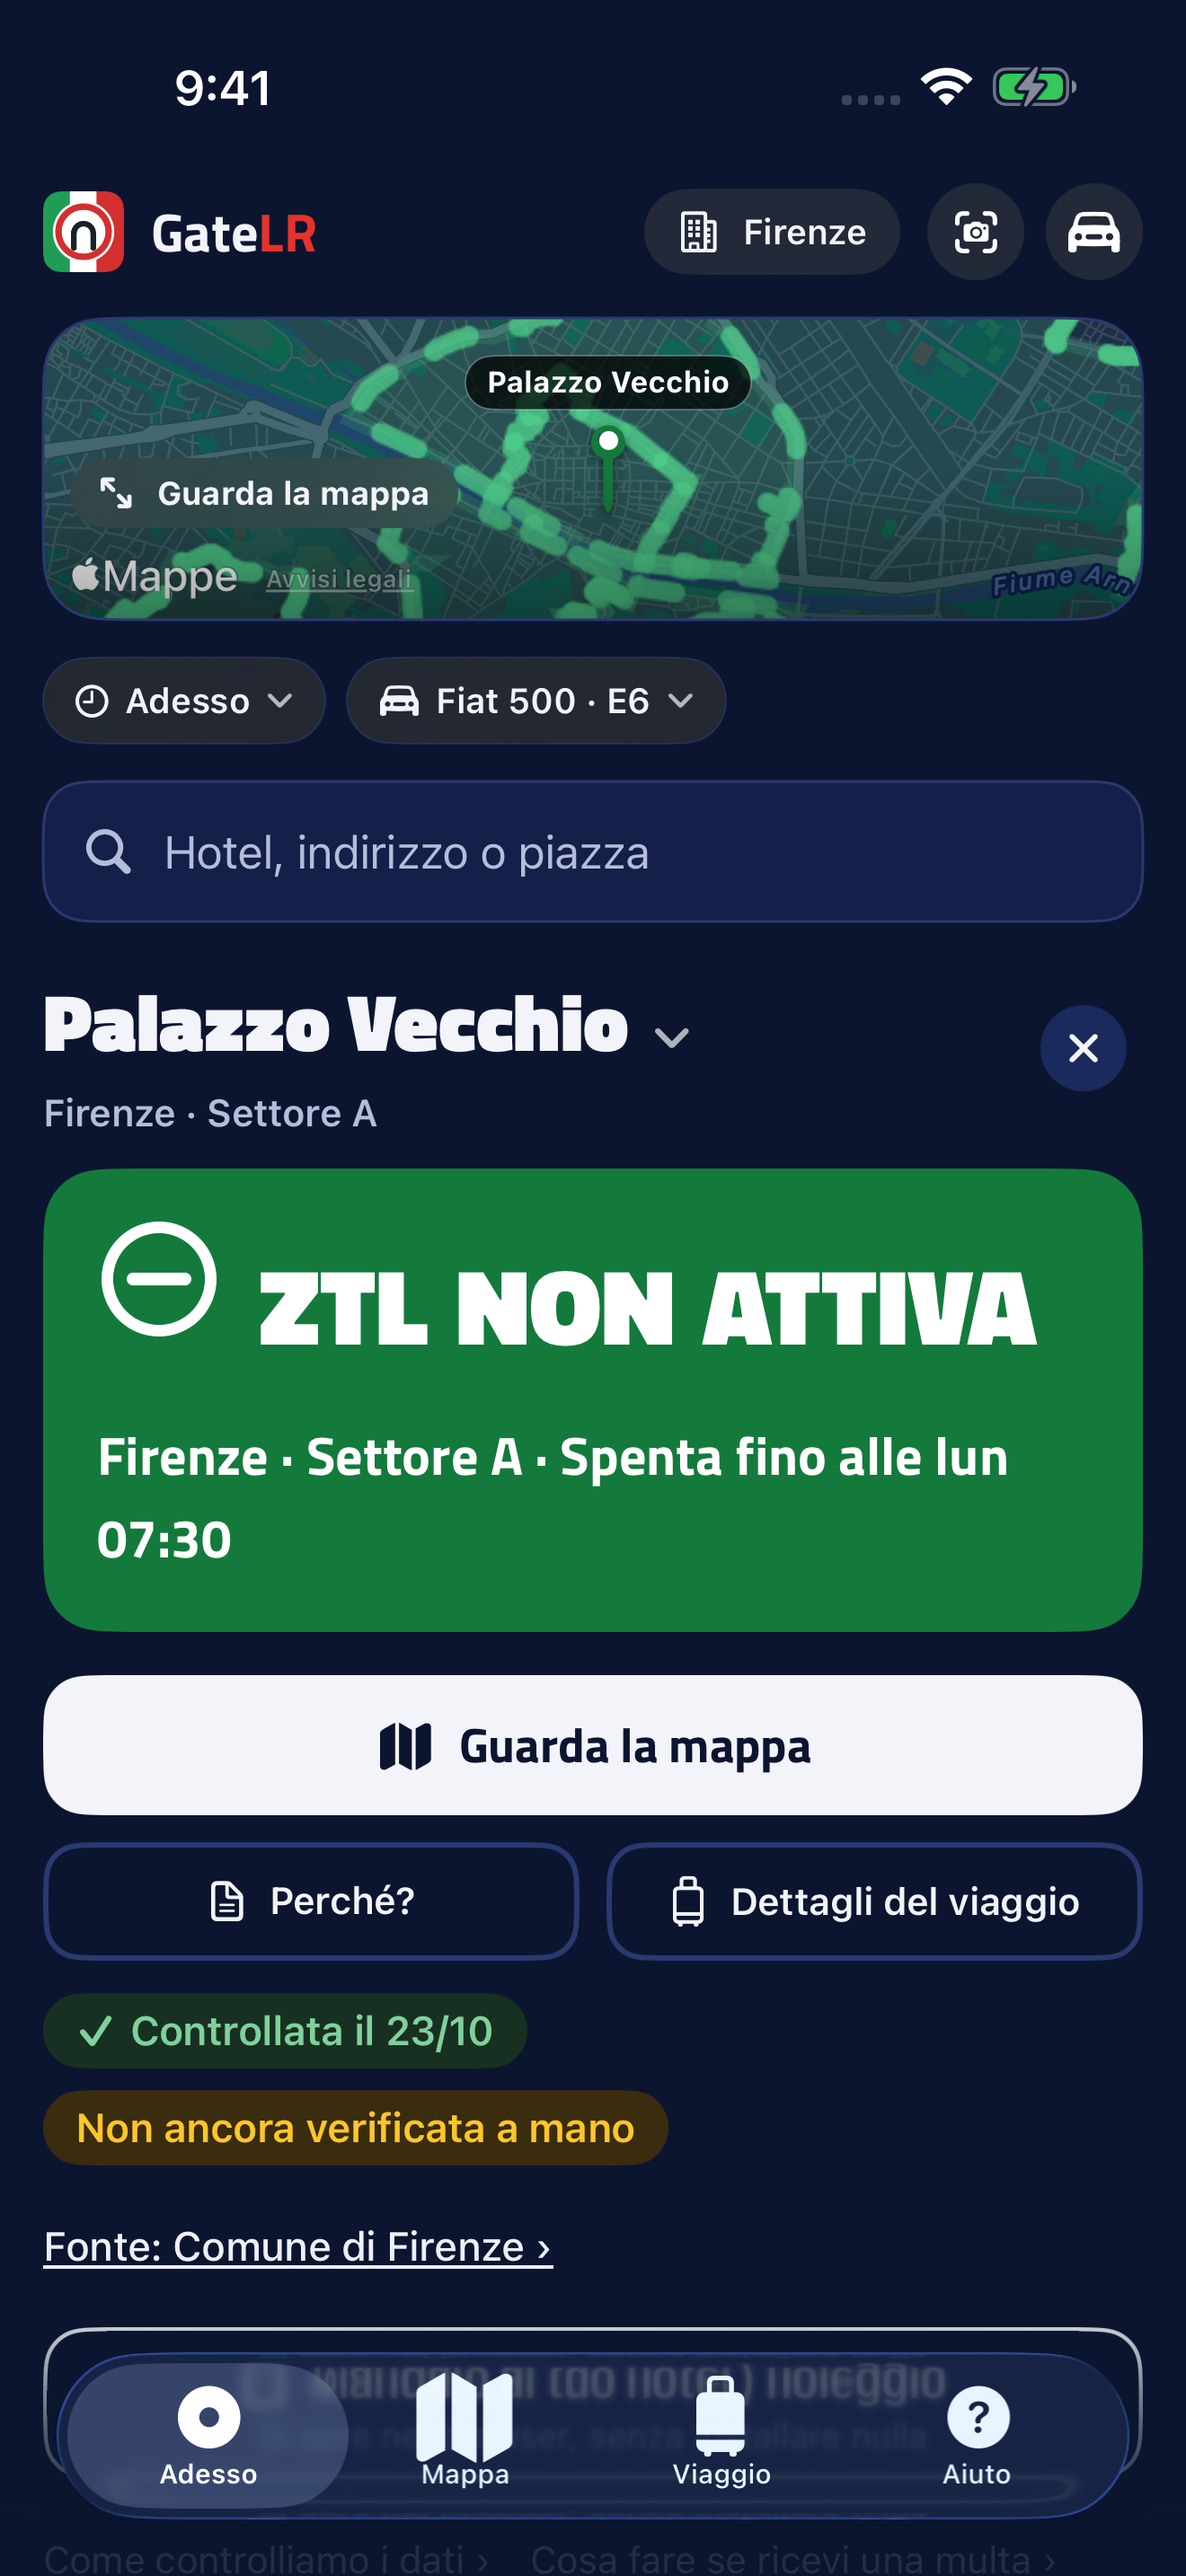 9:41
GateLR
Firenze
Palazzo Vecchio
Guarda la mappa
Mappe
Avvisi legali
Fiume Arn
Adesso
Fiat 500 · E6
Hotel, indirizzo o piazza
Palazzo Vecchio
Firenze · Settore A
ZTL NON ATTIVA
Firenze · Settore A · Spenta fino alle lun
07:30
Guarda la mappa
Perché?
Dettagli del viaggio
✓ Controllata il 23/10
Non ancora verificata a mano
Fonte: Comune di Firenze ›
Adesso
Mappa
Viaggio
? Aiuto
Come controlliamo i dati ›
Cosa fare se ricevi una multa ›